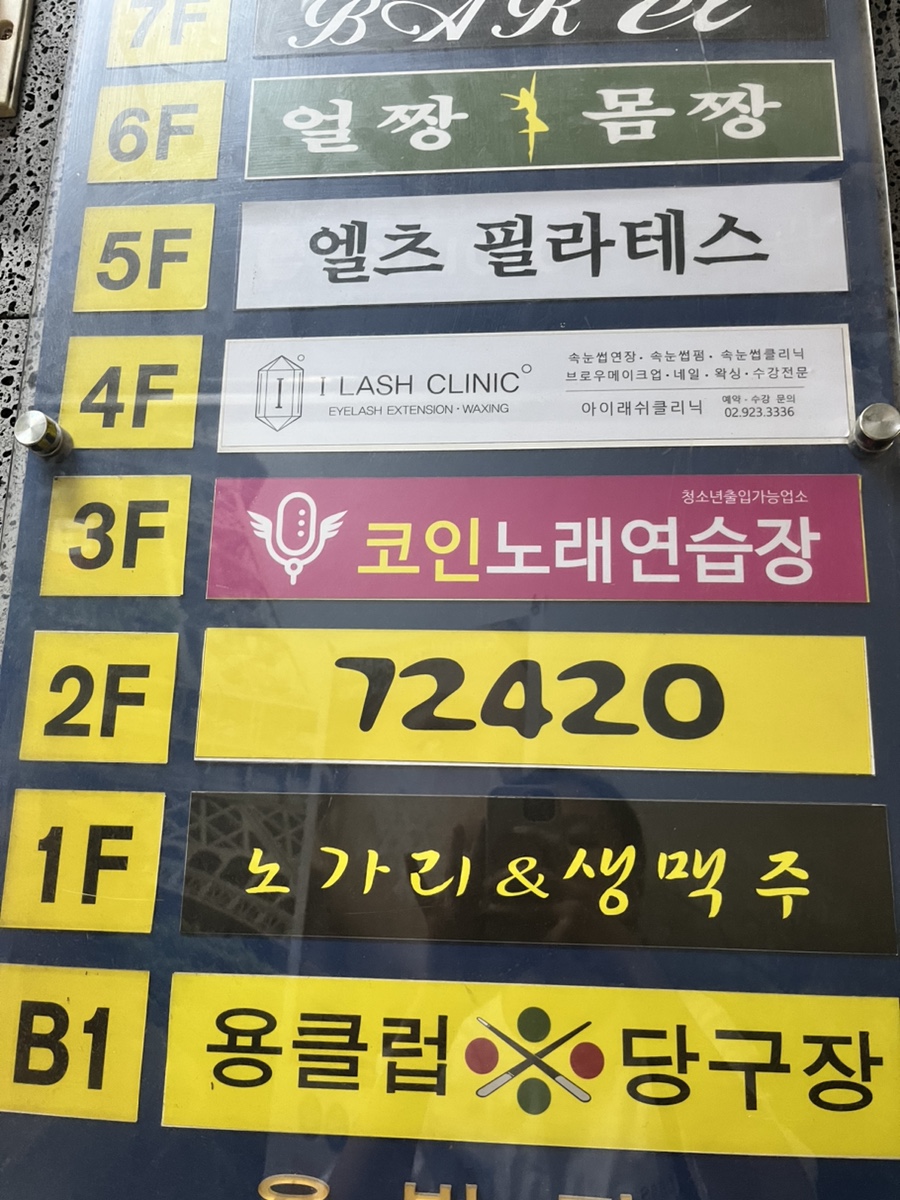 7F
6F
얼짱 몸짱
5F
엘츠 필라테스
4F
I
I LASH CLINIC
EYELASH EXTENSION · WAXING
속눈썹연장 · 속눈썹펌 · 속눈썹클리닉
브로우메이크업 · 네일 · 왁싱 · 수강전문
아이래쉬클리닉
예약 - 수강 문의
02.923.3336
3F
청소년출입가능업소
코인노래연습장
2F
72420
1F
노가리&생맥주
B1
용클럽 당구장